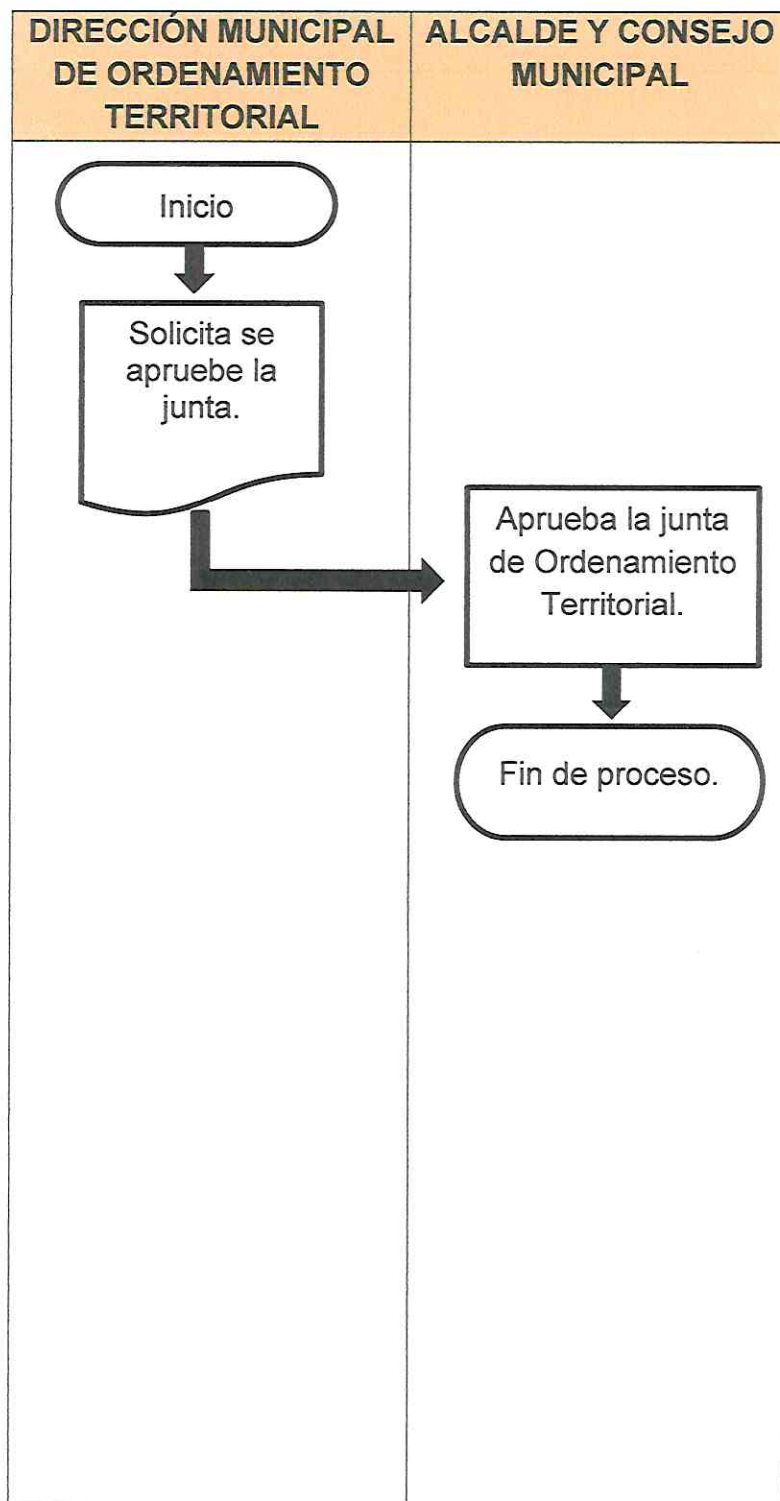 DIRECCIÓN MUNICIPAL
DE ORDENAMIENTO
TERRITORIAL
ALCALDE Y CONSEJO
MUNICIPAL
Inicio
Solicita se
apruebe la
junta.
Aprueba la junta
de Ordenamiento
Territorial.
Fin de proceso.